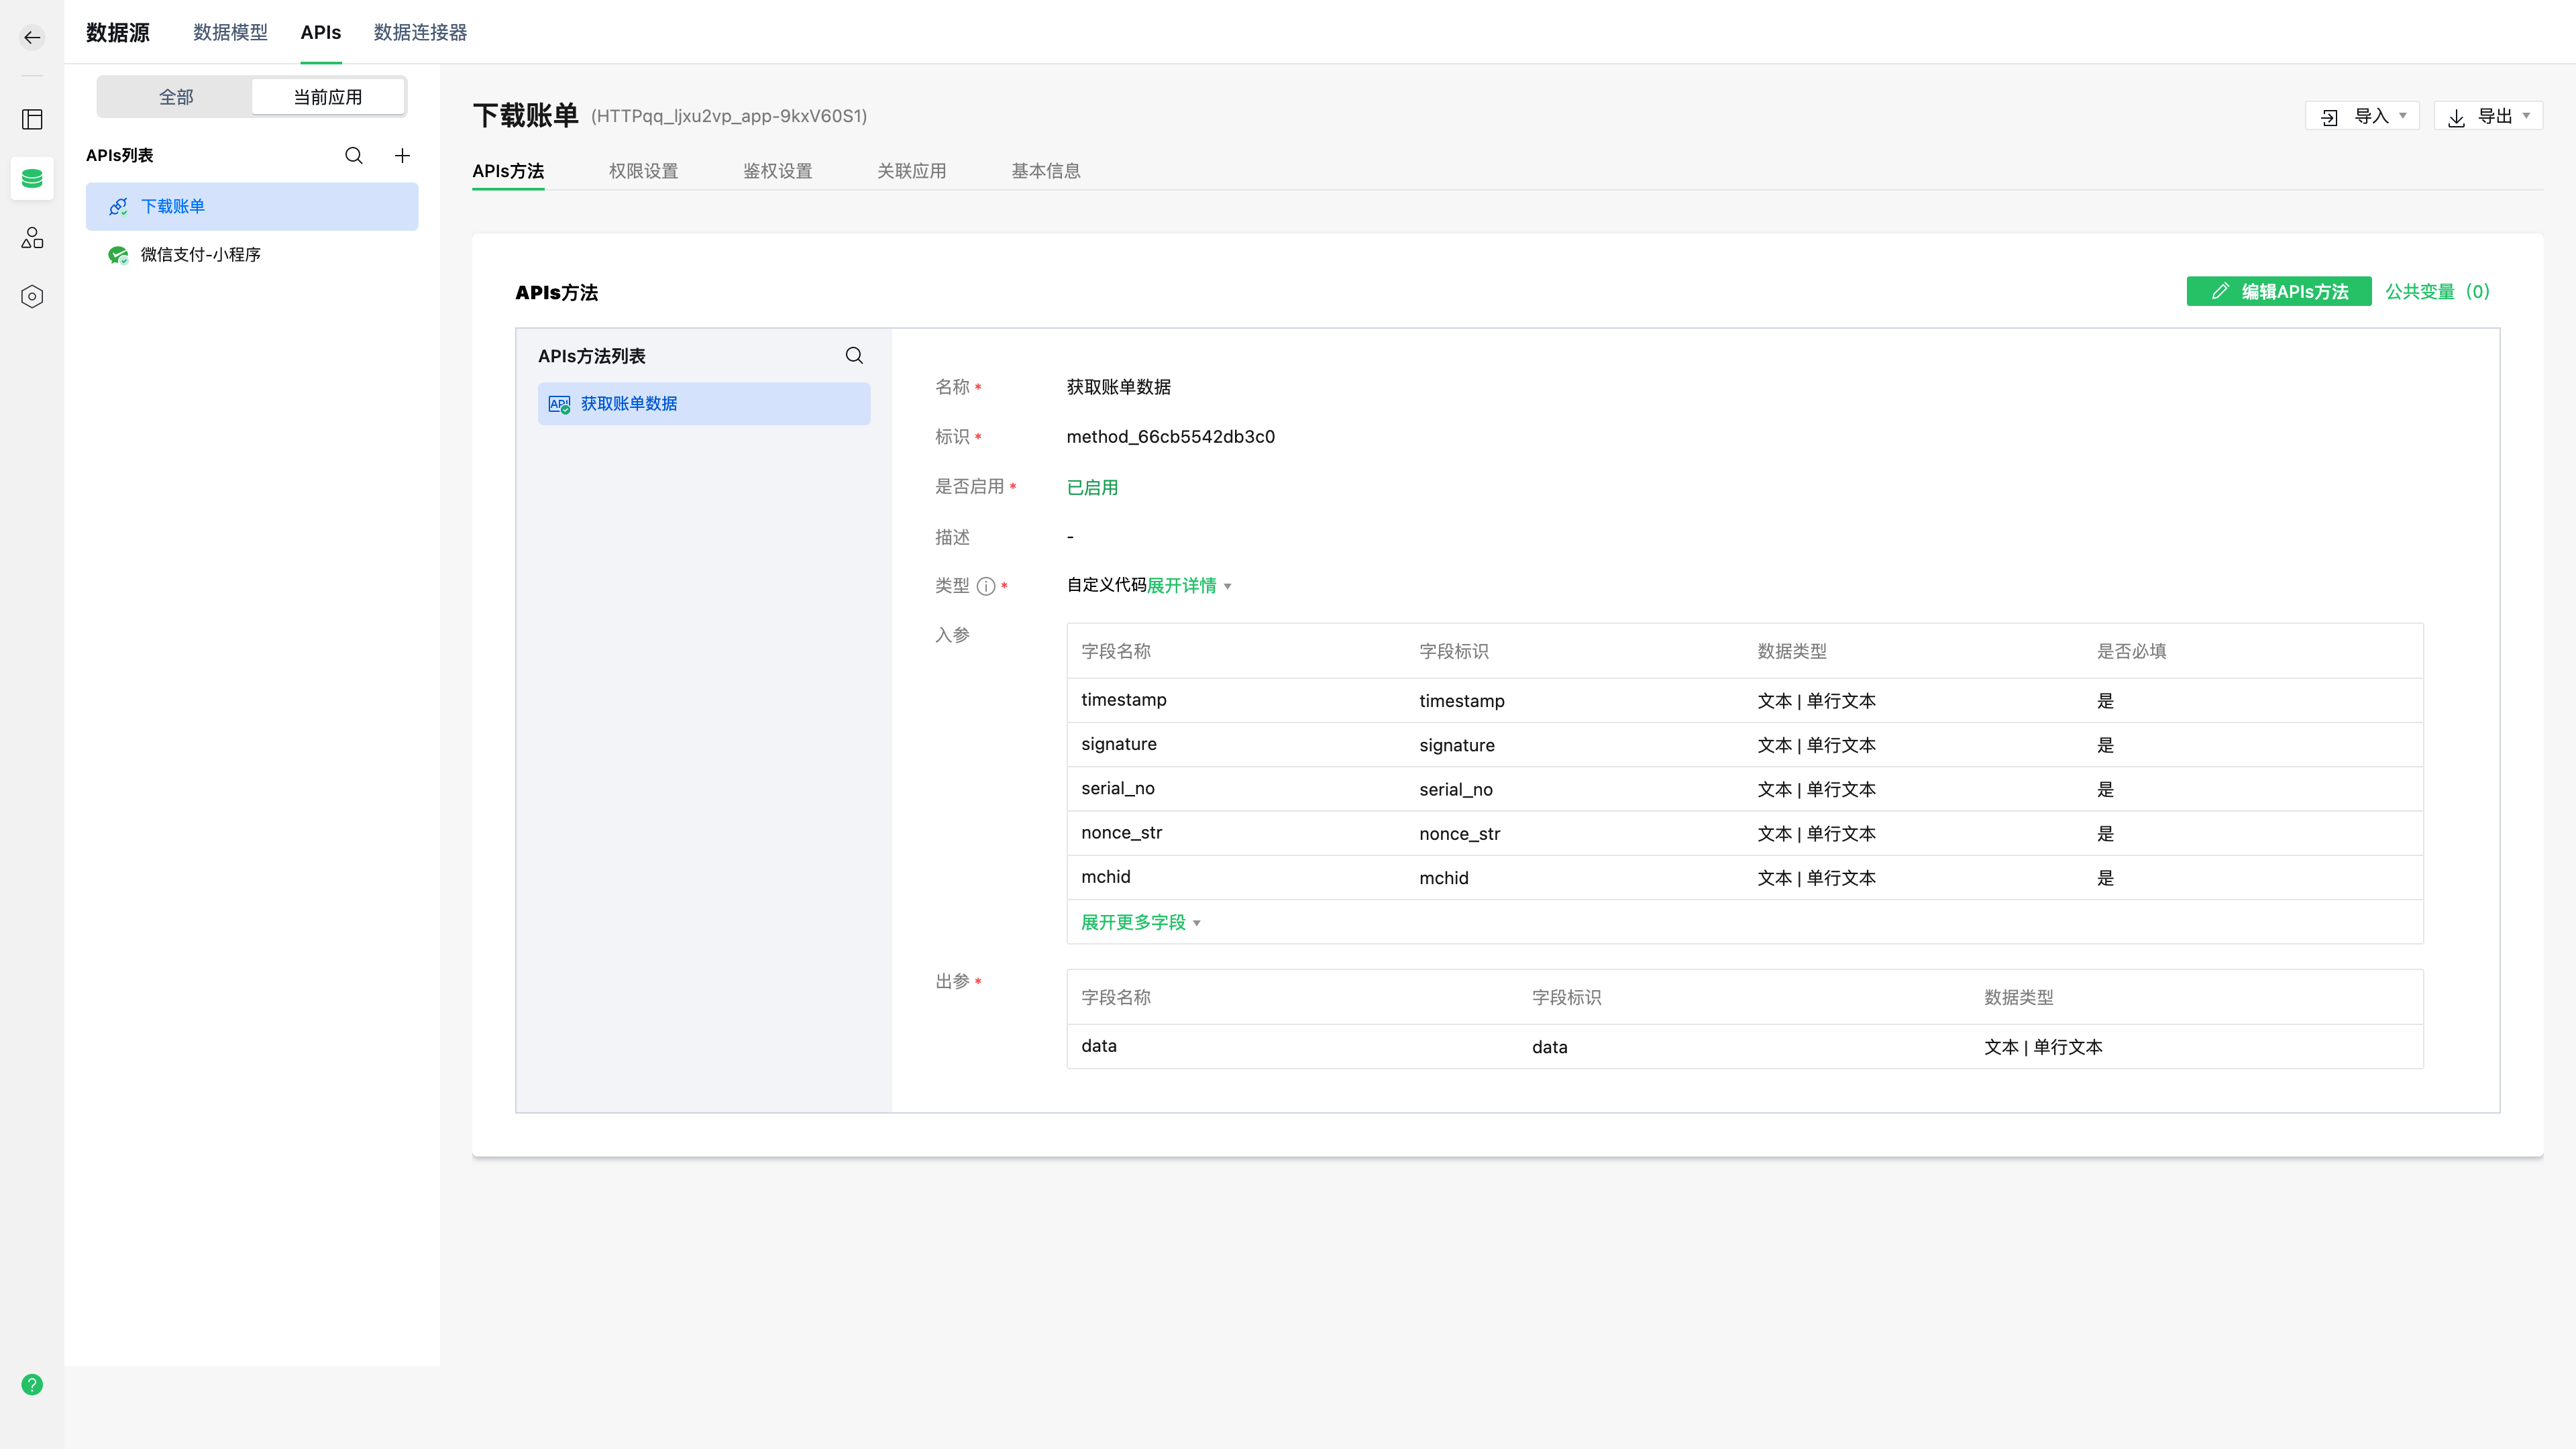 数据源 数据模型 APIs 数据连接器
全部 当前应用
APIs列表
下载账单
微信支付-小程序
下载账单 (HTTPqq_ljxu2vp_app-9kxV60S1)
导入 导出
APIs方法 权限设置 鉴权设置 关联应用 基本信息
APIs方法
编辑APIs方法 公共变量 (0)
APIs方法列表
API 获取账单数据
名称 * 获取账单数据
标识 * method_66cb5542db3c0
是否启用 * 已启用
描述 -
类型 * 自定义代码展开详情
入参
字段名称 字段标识 数据类型 是否必填
timestamp timestamp 文本 | 单行文本 是
signature signature 文本 | 单行文本 是
serial_no serial_no 文本 | 单行文本 是
nonce_str nonce_str 文本 | 单行文本 是
mchid mchid 文本 | 单行文本 是
展开更多字段
出参 *
字段名称 字段标识 数据类型
data data 文本 | 单行文本
?